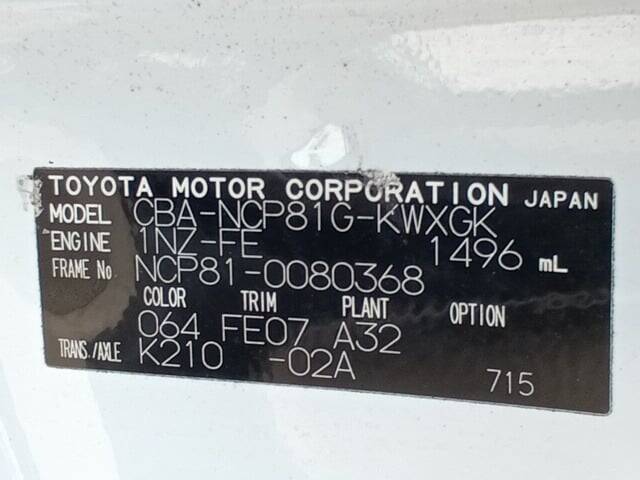 TOYOTA MOTOR CORPORATION JAPAN
MODEL CBA-NCP81G-KWXGK
ENGINE 1NZ-FE 1496 mL
FRAME No NCP81-0080368
COLOR TRIM PLANT OPTION
064 FE07 A32
TRANS./AXLE K210 -02A
715